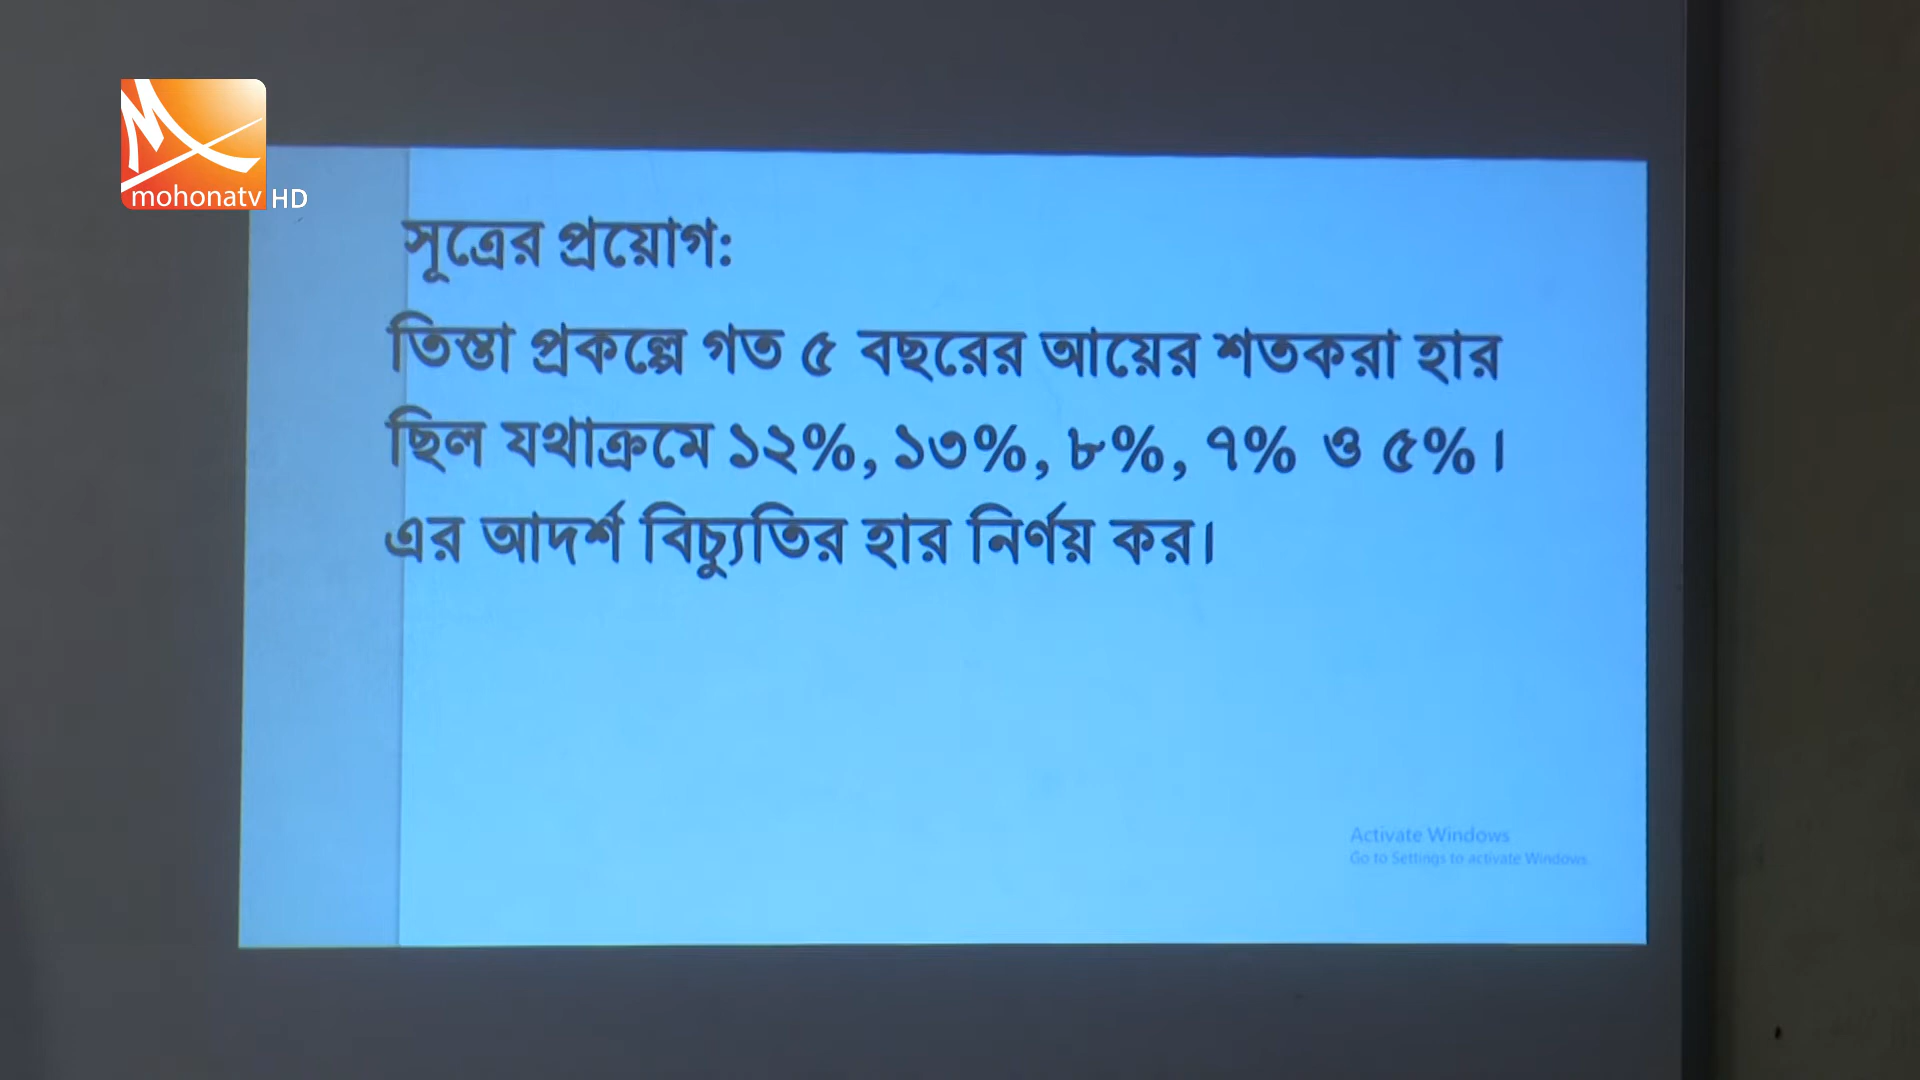 mohonatv HD
সূত্রের প্রয়োগ:
তিস্তা প্রকল্পে গত ৫ বছরের আয়ের শতকরা হার
ছিল যথাক্রমে ১২%, ১৩%, ৮%, ৭% ও ৫%।
এর আদর্শ বিচ্যুতির হার নির্ণয় কর।
Activate Windows
Go to Settings to activate Windows